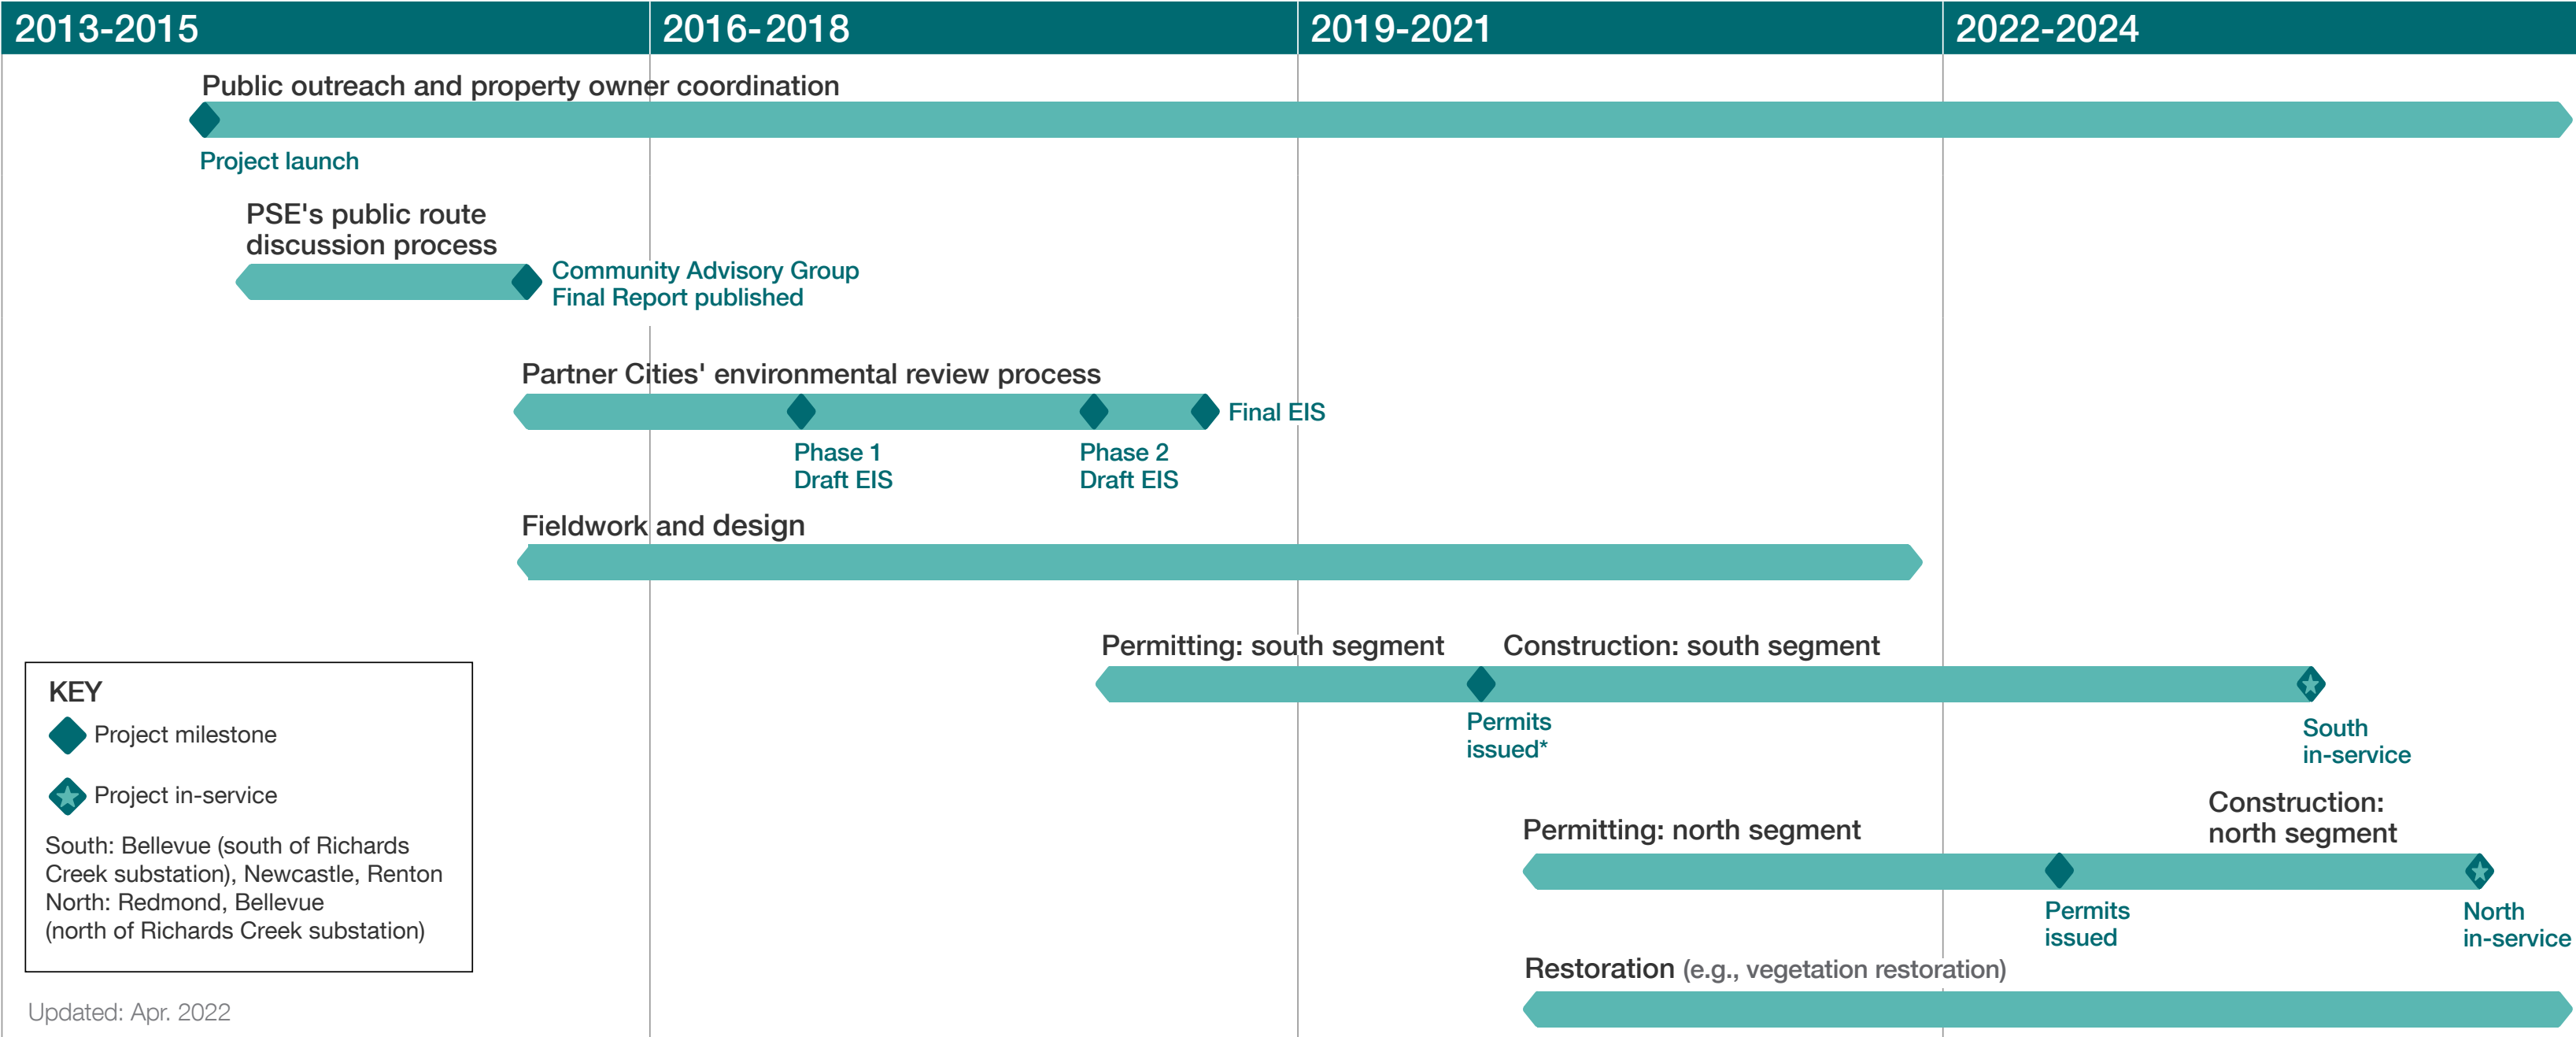 2013-2015
2016-2018
2019-2021
2022-2024
Public outreach and property owner coordination
Project launch
PSE's public route
discussion process
Community Advisory Group
Final Report published
Partner Cities' environmental review process
Final EIS
Phase 1
Draft EIS
Phase 2
Draft EIS
Fieldwork and design
Permitting: south segment
Construction: south segment
Permits
issued*
South
in-service
Permitting: north segment
Construction:
north segment
Permits
issued
North
in-service
Restoration (e.g., vegetation restoration)
KEY
Project milestone
Project in-service
South: Bellevue (south of Richards
Creek substation), Newcastle, Renton
North: Redmond, Bellevue
(north of Richards Creek substation)
Updated: Apr. 2022